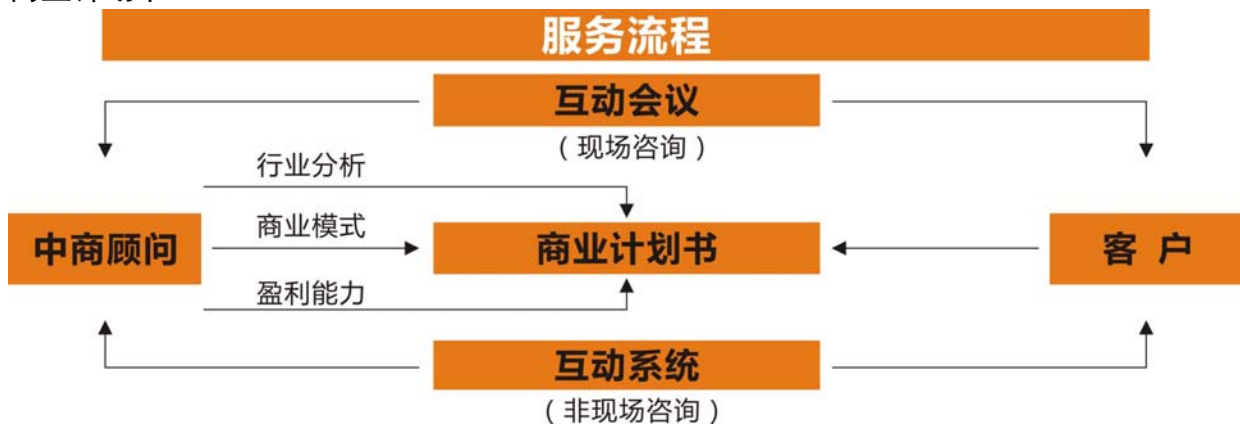 服务流程
互动会议
（现场咨询）
行业分析
商业模式
中商顾问
商业计划书
客 户
盈利能力
互动系统
（非现场咨询）